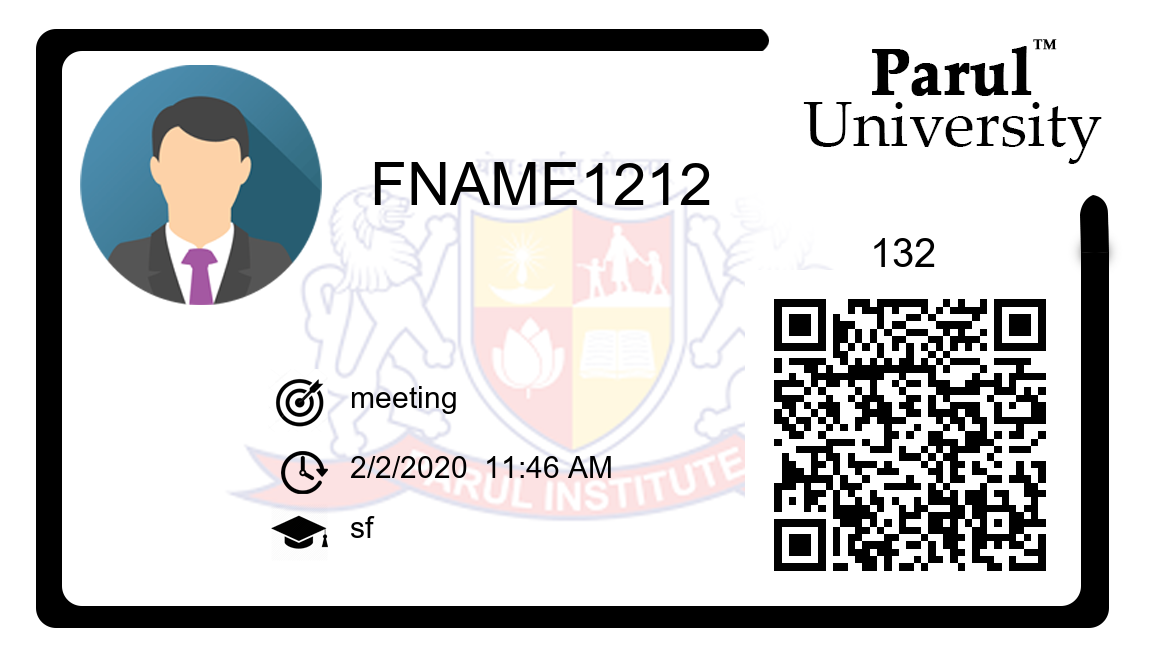 Parul™
University
FNAME1212
132
meeting
2/2/2020 11:46 AM
PARUL INSTITUTE
sf